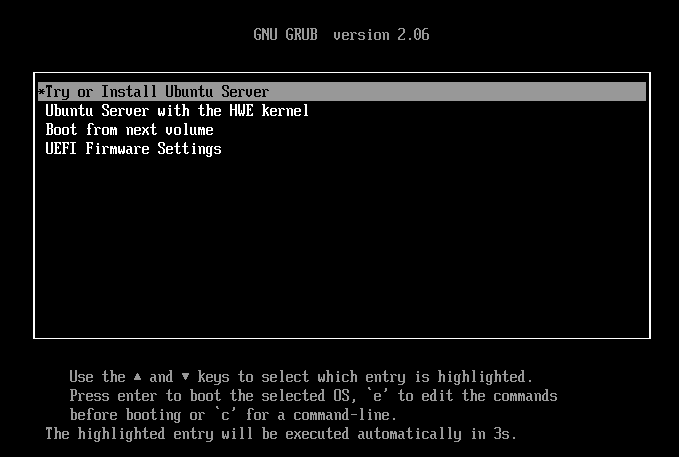 GNU GRUB  version 2.06
*Try or Install Ubuntu Server
Ubuntu Server with the HWE kernel
Boot from next volume
UEFI Firmware Settings
Use the ▲ and ▼ keys to select which entry is highlighted.
Press enter to boot the selected OS, `e' to edit the commands
before booting or `c' for a command-line.
The highlighted entry will be executed automatically in 3s.